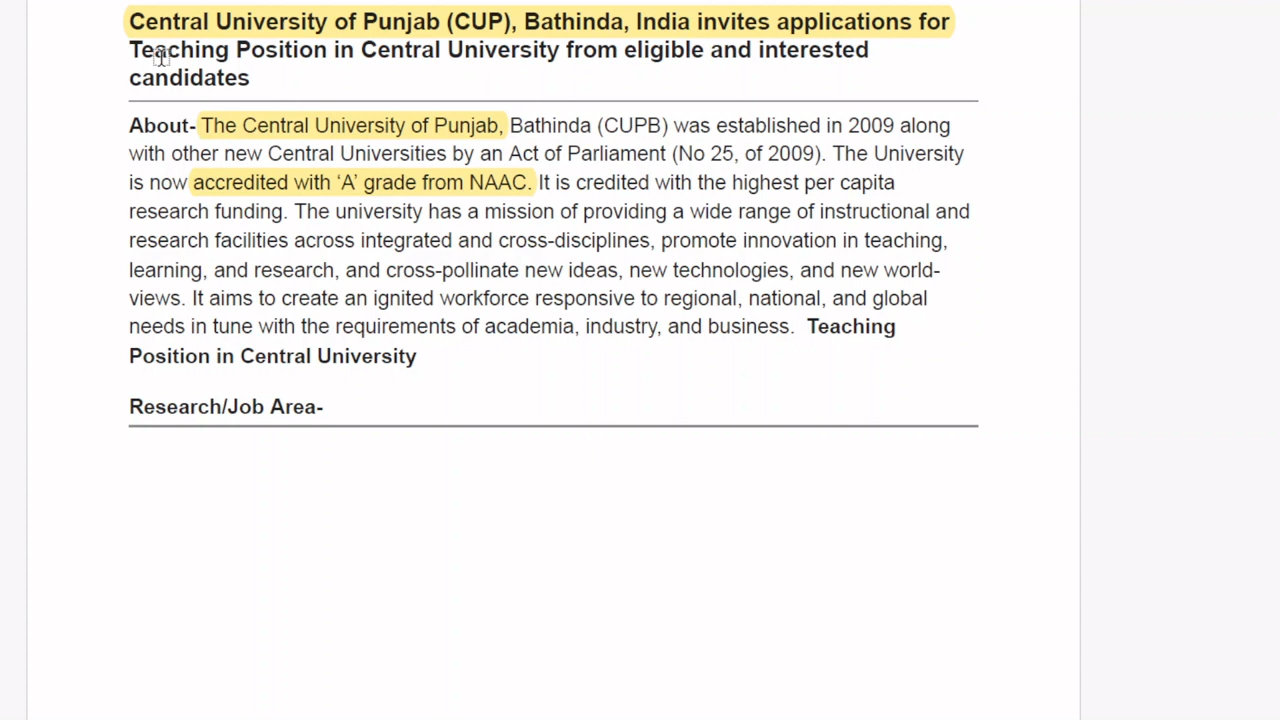 Central University of Punjab (CUP), Bathinda, India invites applications for
Teaching Position in Central University from eligible and interested
candidates
About- The Central University of Punjab, Bathinda (CUPB) was established in 2009 along
with other new Central Universities by an Act of Parliament (No 25, of 2009). The University
is now accredited with ‘A’ grade from NAAC. It is credited with the highest per capita
research funding. The university has a mission of providing a wide range of instructional and
research facilities across integrated and cross-disciplines, promote innovation in teaching,
learning, and research, and cross-pollinate new ideas, new technologies, and new world-
views. It aims to create an ignited workforce responsive to regional, national, and global
needs in tune with the requirements of academia, industry, and business. Teaching
Position in Central University
Research/Job Area-